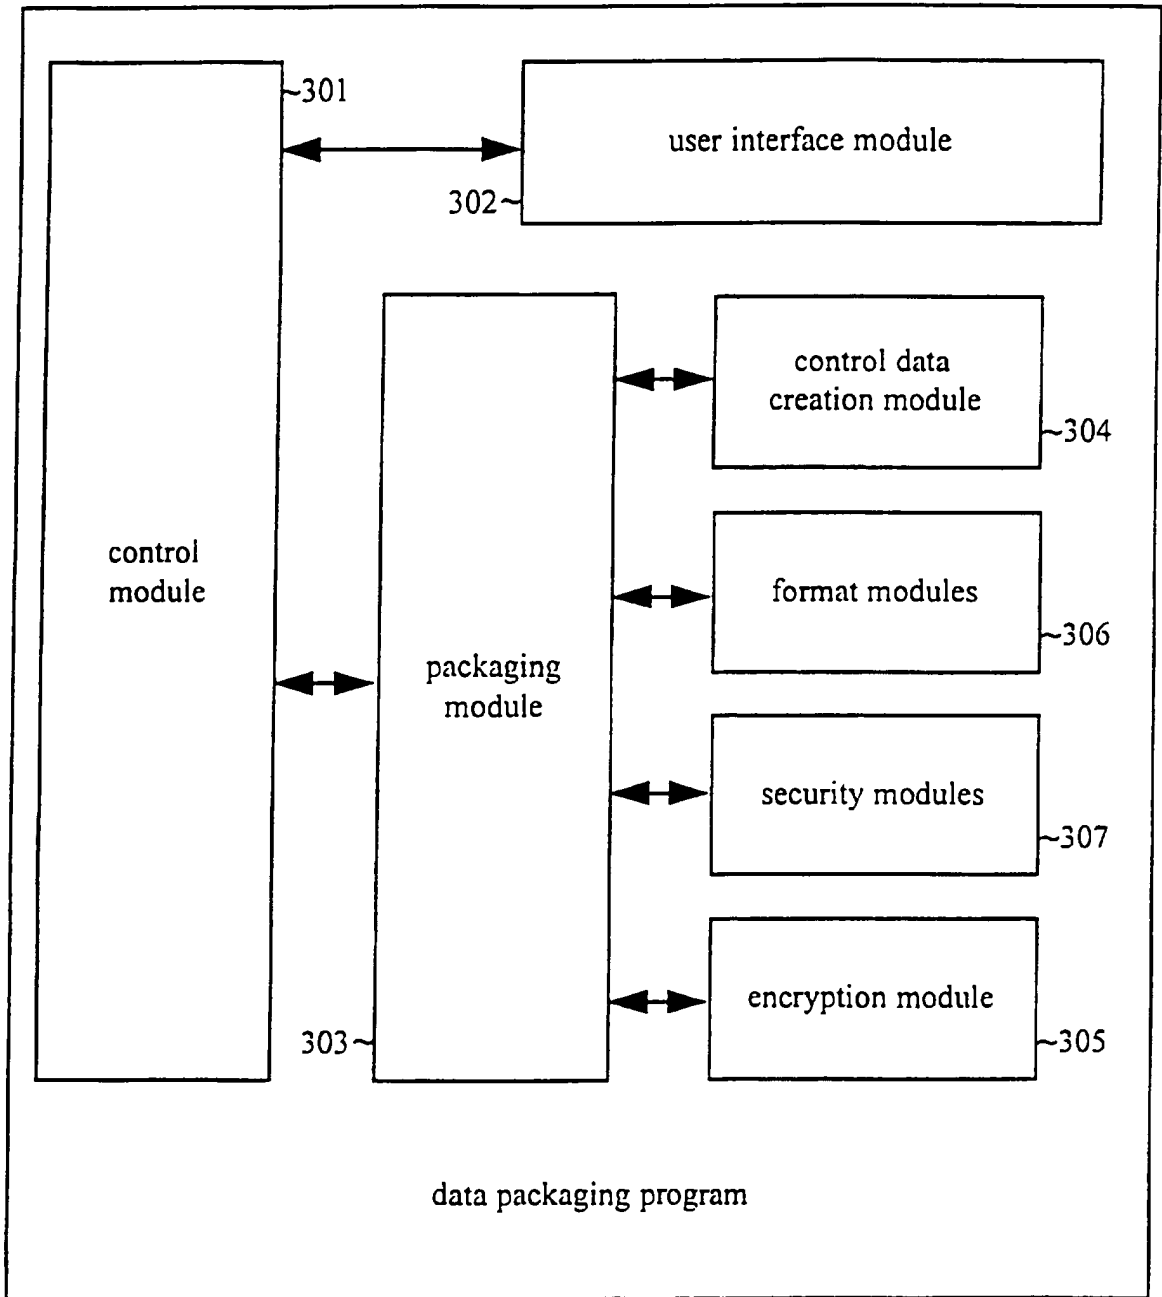 301
user interface module
302
control data
creation module
304
control
module
format modules
306
packaging
module
security modules
307
encryption module
303
305
data packaging program